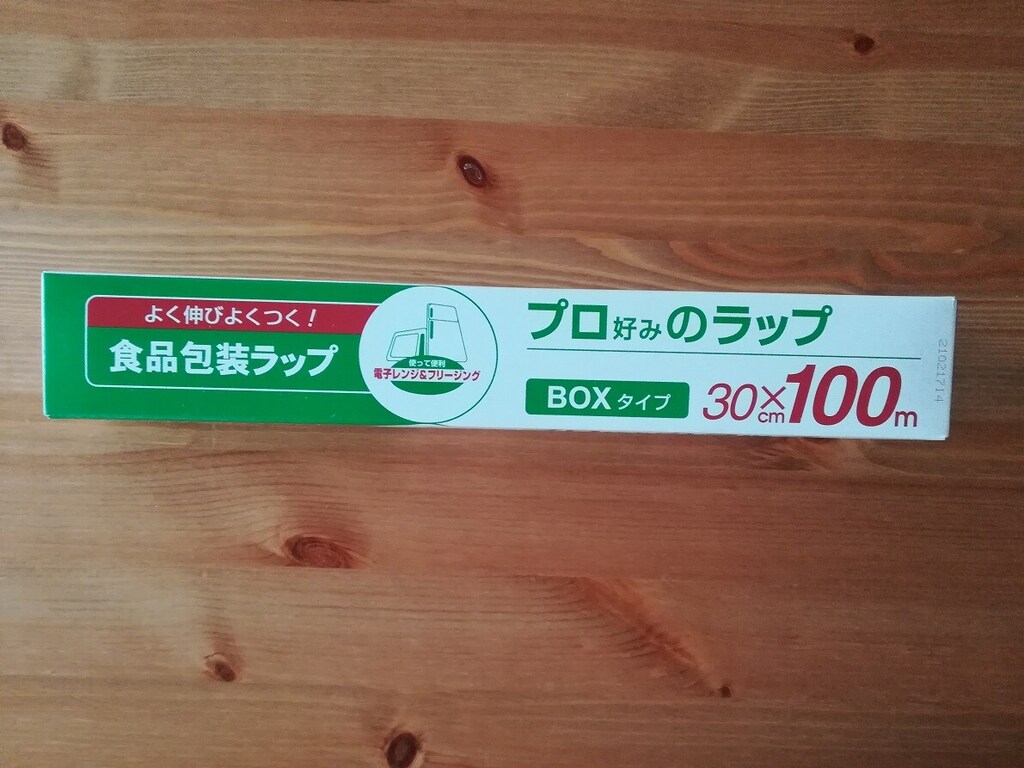 よく伸びよくつく！
食品包装ラップ
使って便利
電子レンジ&フリージング
プロ好みのラップ
BOXタイプ
30cm×100m
21021714